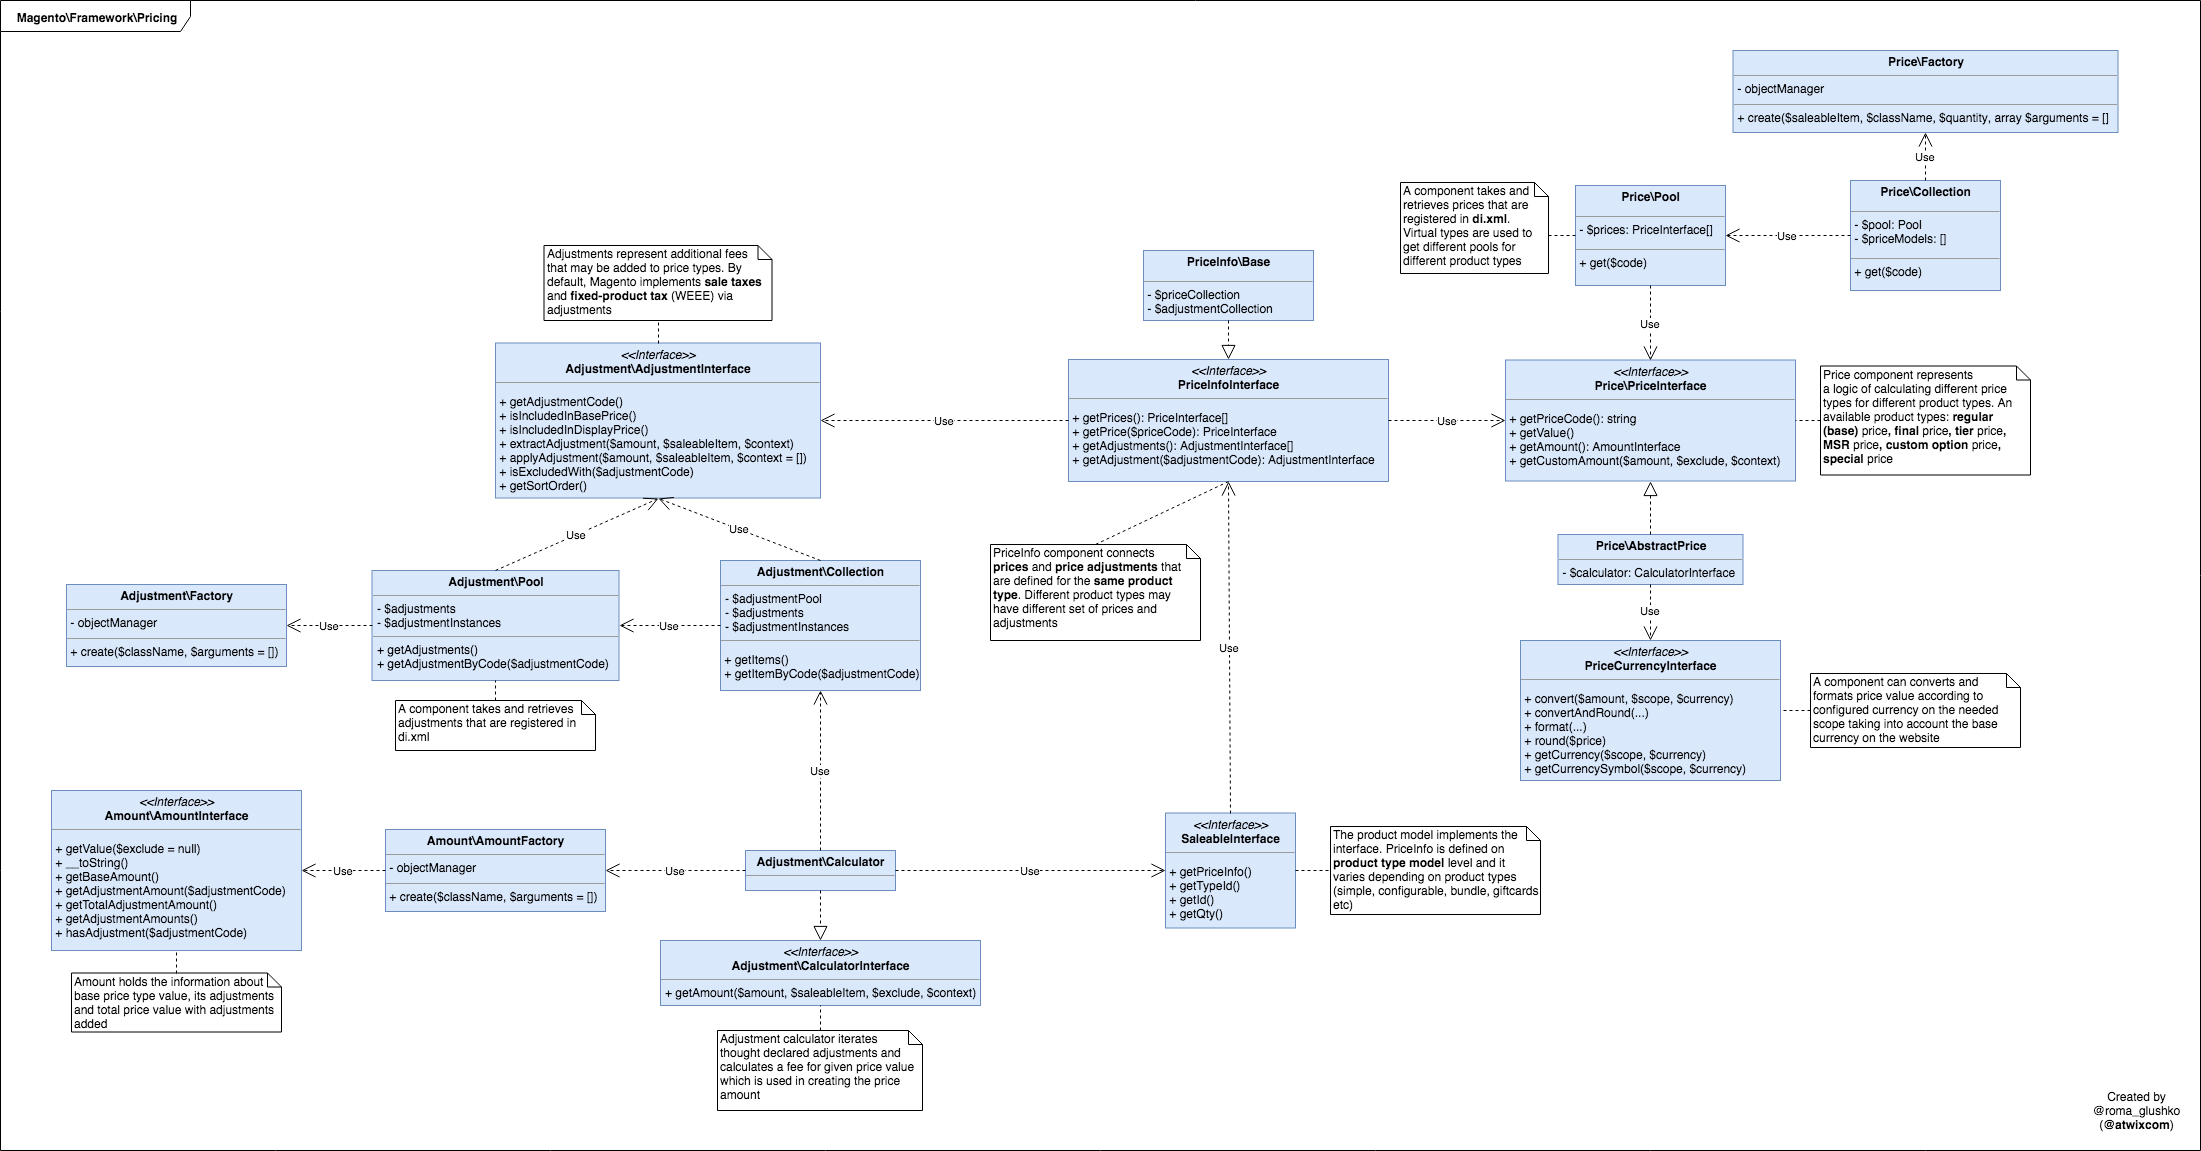 Magento\Framework\Pricing
Price\Factory
- objectManager
+ create($saleableItem, $className, $quantity, array $arguments = [])
Use
A component takes and
retrieves prices that are
registered in di.xml.
Virtual types are used to
get different pools for
different product types
Price\Pool
- $prices: PriceInterface[]
+ get($code)
Use
Price\Collection
- $pool: Pool
- $priceModels: []
+ get($code)
Adjustments represent additional fees
that may be added to price types. By
default, Magento implements sale taxes
and fixed-product tax (WEEE) via
adjustments
PriceInfo\Base
- $priceCollection
- $adjustmentCollection
Use
<<Interface>>
Adjustment\AdjustmentInterface
+ getAdjustmentCode()
+ isIncludedInBasePrice()
+ isIncludedInDisplayPrice()
+ extractAdjustment($amount, $saleableItem, $context)
+ applyAdjustment($amount, $saleableItem, $context = [])
+ isExcludedWith($adjustmentCode)
+ getSortOrder()
Use
<<Interface>>
PriceInfoInterface
+ getPrices(): PriceInterface[]
+ getPrice($priceCode): PriceInterface
+ getAdjustments(): AdjustmentInterface[]
+ getAdjustment($adjustmentCode): AdjustmentInterface
Use
<<Interface>>
Price\PriceInterface
+ getPriceCode(): string
+ getValue()
+ getAmount(): AmountInterface
+ getCustomAmount($amount, $exclude, $context)
Price component represents
a logic of calculating different price
types for different product types. An
available product types: regular
(base) price, final price, tier price,
MSR price, custom option price,
special price
Use
Use
PriceInfo component connects
prices and price adjustments that
are defined for the same product
type. Different product types may
have different set of prices and
adjustments
Price\AbstractPrice
- $calculator: CalculatorInterface
Adjustment\Factory
- objectManager
+ create($className, $arguments = [])
Use
Adjustment\Pool
- $adjustments
- $adjustmentInstances
+ getAdjustments()
+ getAdjustmentByCode($adjustmentCode)
Use
Adjustment\Collection
- $adjustmentPool
- $adjustments
- $adjustmentInstances
+ getItems()
+ getItemByCode($adjustmentCode)
Use
Use
<<Interface>>
PriceCurrencyInterface
+ convert($amount, $scope, $currency)
+ convertAndRound(...)
+ format(...)
+ round($price)
+ getCurrency($scope, $currency)
+ getCurrencySymbol($scope, $currency)
A component can converts and
formats price value according to
configured currency on the needed
scope taking into account the base
currency on the website
A component takes and retrieves
adjustments that are registered in
di.xml
Use
<<Interface>>
Amount\AmountInterface
+ getValue($exclude = null)
+ __toString()
+ getBaseAmount()
+ getAdjustmentAmount($adjustmentCode)
+ getTotalAdjustmentAmount()
+ getAdjustmentAmounts()
+ hasAdjustment($adjustmentCode)
Use
Amount\AmountFactory
- objectManager
+ create($className, $arguments = [])
Use
Adjustment\Calculator
Use
<<Interface>>
SaleableInterface
+ getPriceInfo()
+ getTypeId()
+ getId()
+ getQty()
The product model implements the
interface. PriceInfo is defined on
product type model level and it
varies depending on product types
(simple, configurable, bundle, giftcards
etc)
<<Interface>>
Adjustment\CalculatorInterface
+ getAmount($amount, $saleableItem, $exclude, $context)
Amount holds the information about
base price type value, its adjustments
and total price value with adjustments
added
Adjustment calculator iterates
thought declared adjustments and
calculates a fee for given price value
which is used in creating the price
amount
Created by
@roma_glushko
(@atwixcom)